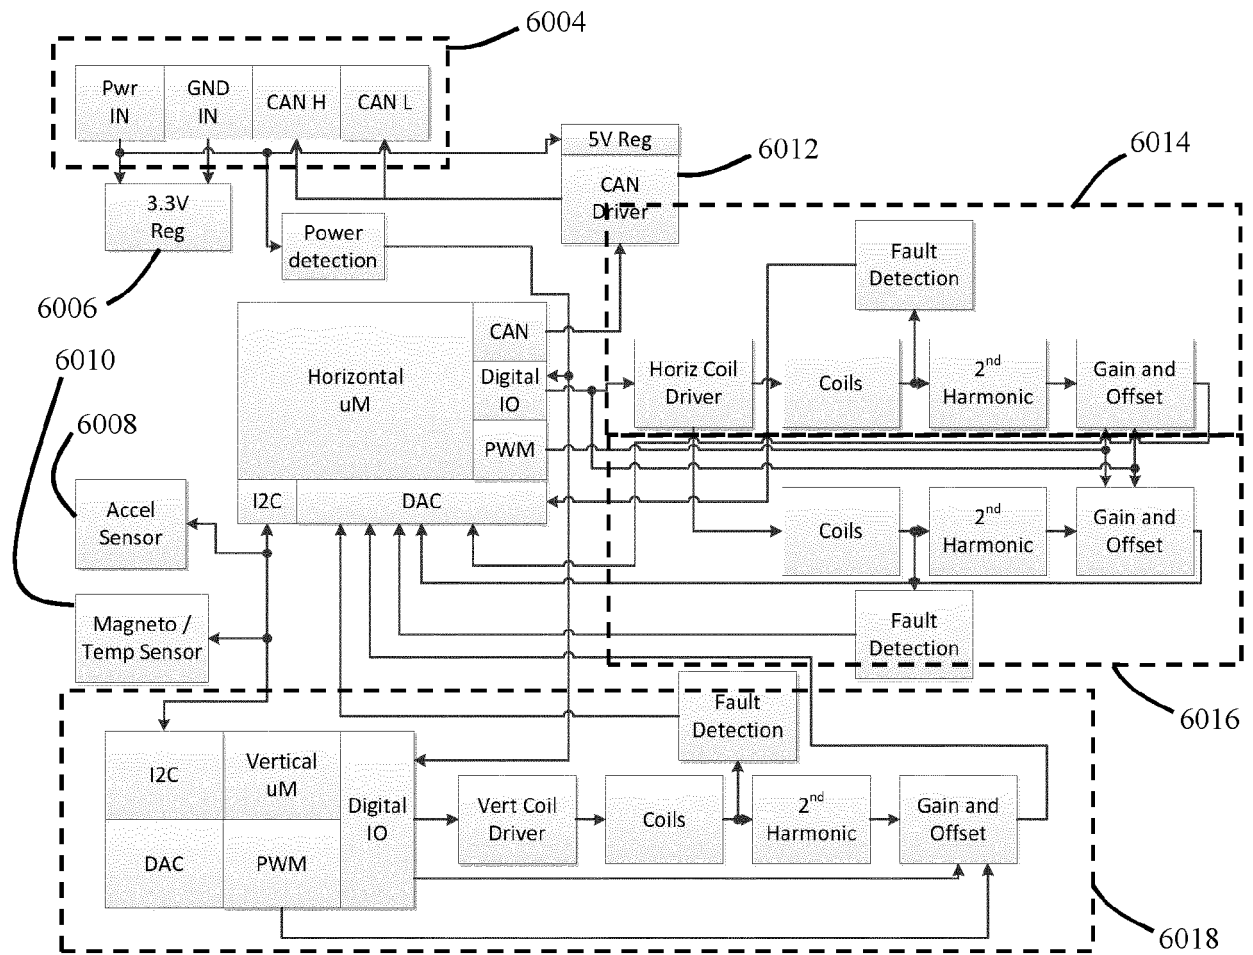 6004
Pwr
IN
GND
IN
CAN H
CAN L
5V Reg
6012
6014
CAN
Driver
3.3V
Reg
Power
detection
Fault
Detection
6006
6010
Horizontal
uM
CAN
Digital
IO
PWM
I2C
DAC
Horiz Coil
Driver
Coils
2nd
Harmonic
Gain and
Offset
6008
Accel
Sensor
Coils
2nd
Harmonic
Gain and
Offset
Magneto /
Temp Sensor
Fault
Detection
6016
Fault
Detection
I2C
Vertical
uM
Digital
IO
DAC
PWM
Vert Coil
Driver
Coils
2nd
Harmonic
Gain and
Offset
6018